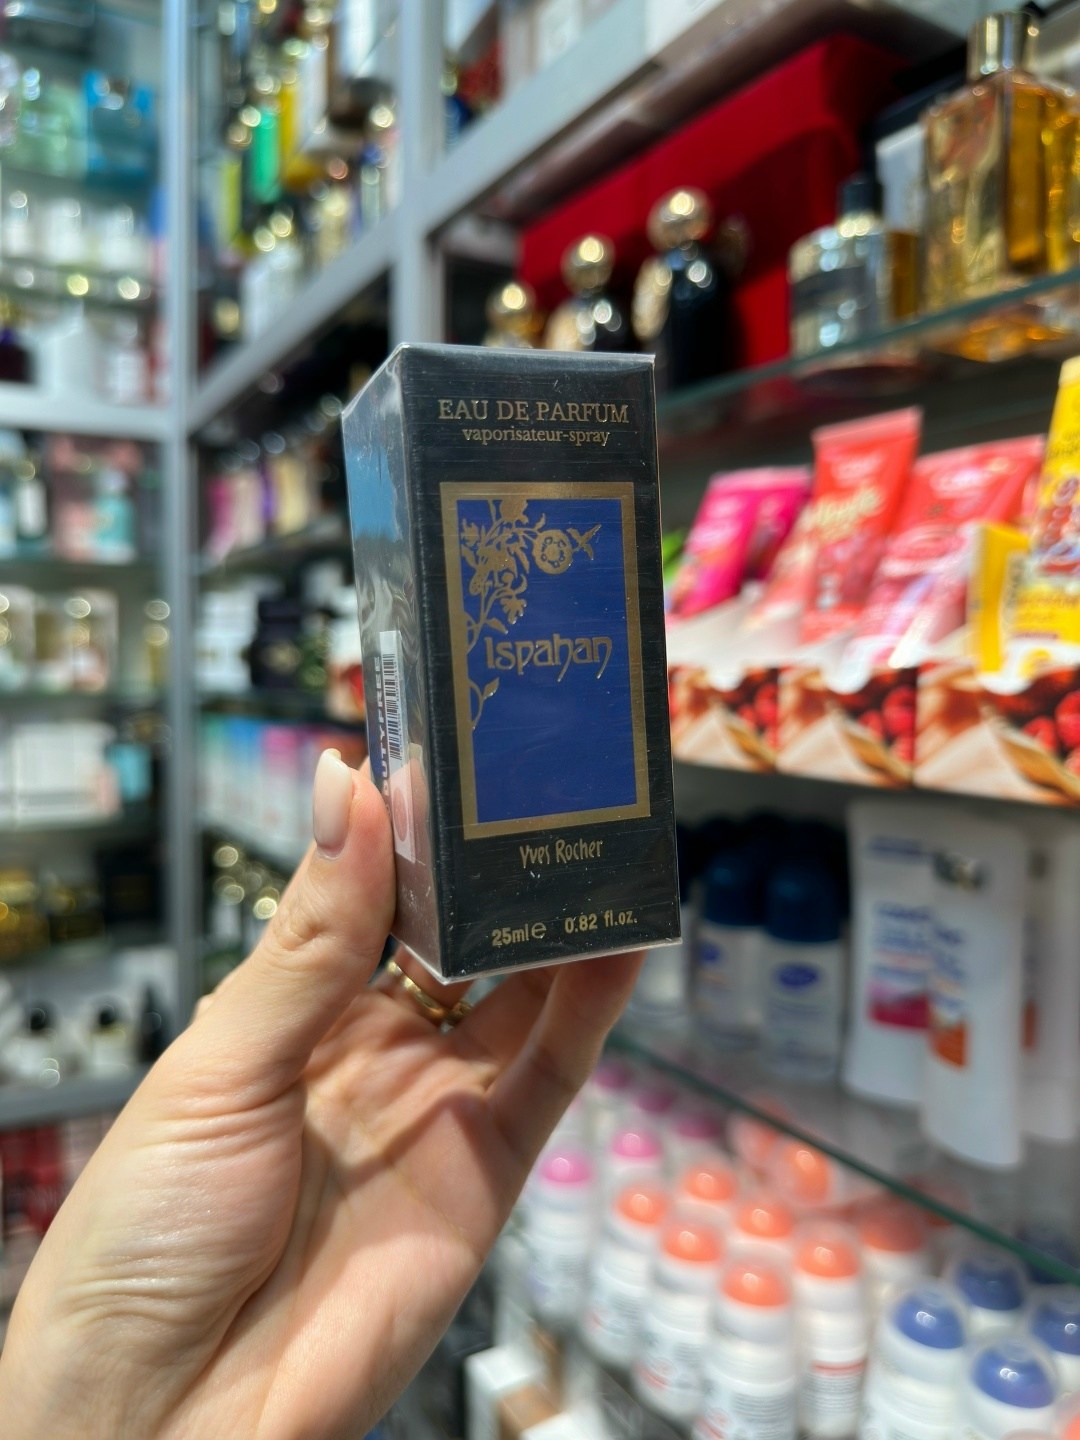 EAU DE PARFUM
vaporisateur-spray
Ispahan
Yves Rocher
25ml e 0.82 fl.oz.